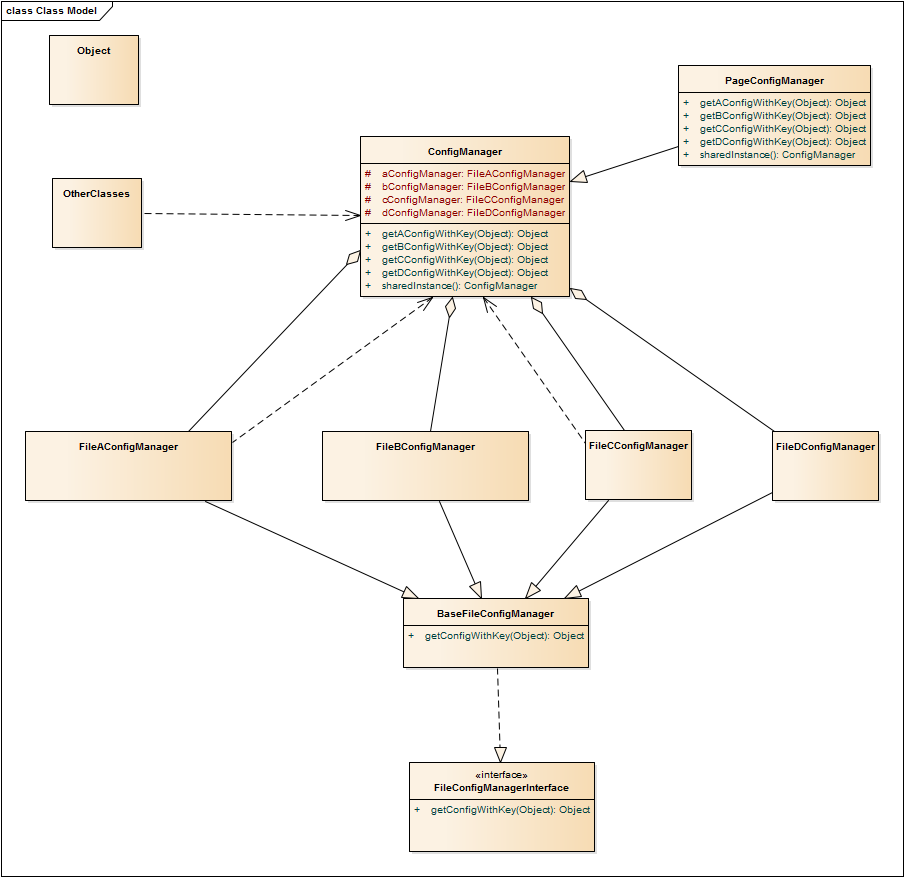 class Class Model
Object
PageConfigManager
+ getAConfigWithKey(Object): Object
+ getBConfigWithKey(Object): Object
+ getCConfigWithKey(Object): Object
+ getDConfigWithKey(Object): Object
+ sharedInstance(): ConfigManager
ConfigManager
# aConfigManager: FileAConfigManager
# bConfigManager: FileBConfigManager
# cConfigManager: FileCConfigManager
# dConfigManager: FileDConfigManager
+ getAConfigWithKey(Object): Object
+ getBConfigWithKey(Object): Object
+ getCConfigWithKey(Object): Object
+ getDConfigWithKey(Object): Object
+ sharedInstance(): ConfigManager
OtherClasses
FileAConfigManager
FileBConfigManager
FileCConfigManager
FileDConfigManager
BaseFileConfigManager
+ getConfigWithKey(Object): Object
«interface»
FileConfigManagerInterface
+ getConfigWithKey(Object): Object